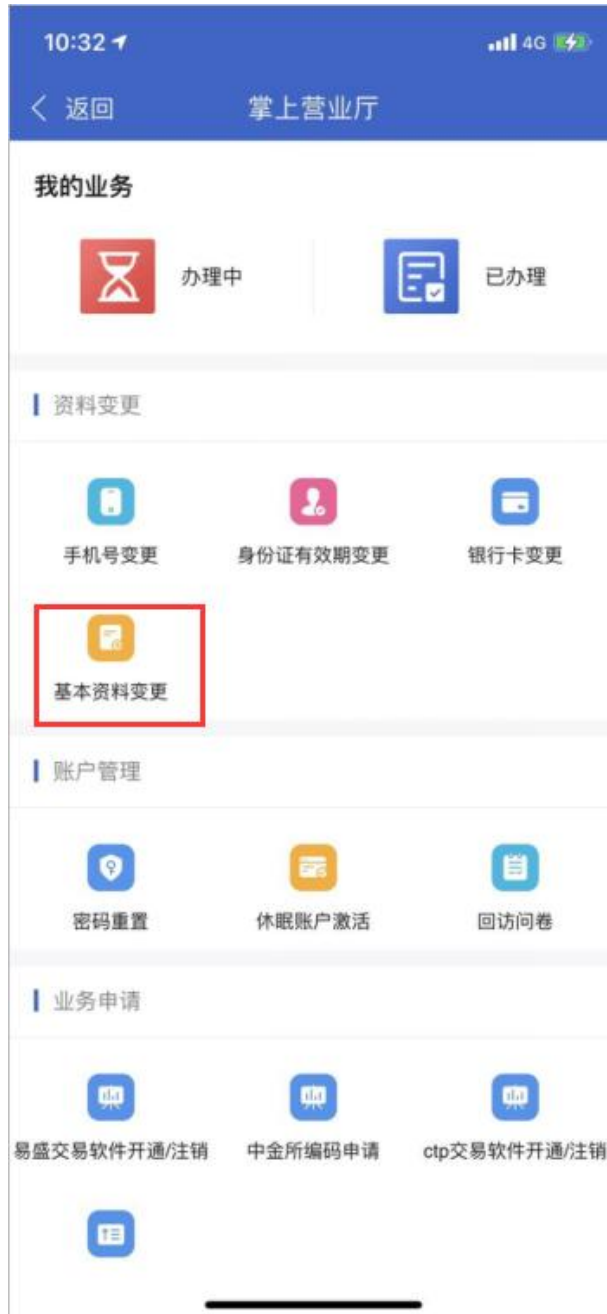 10:32 4G
返回 掌上营业厅
我的业务
办理中 已办理
资料变更
手机号变更 身份证有效期变更 银行卡变更
基本资料变更
账户管理
密码重置 休眠账户激活 回访问卷
业务申请
易盛交易软件开通/注销 中金所编码申请 ctp交易软件开通/注销